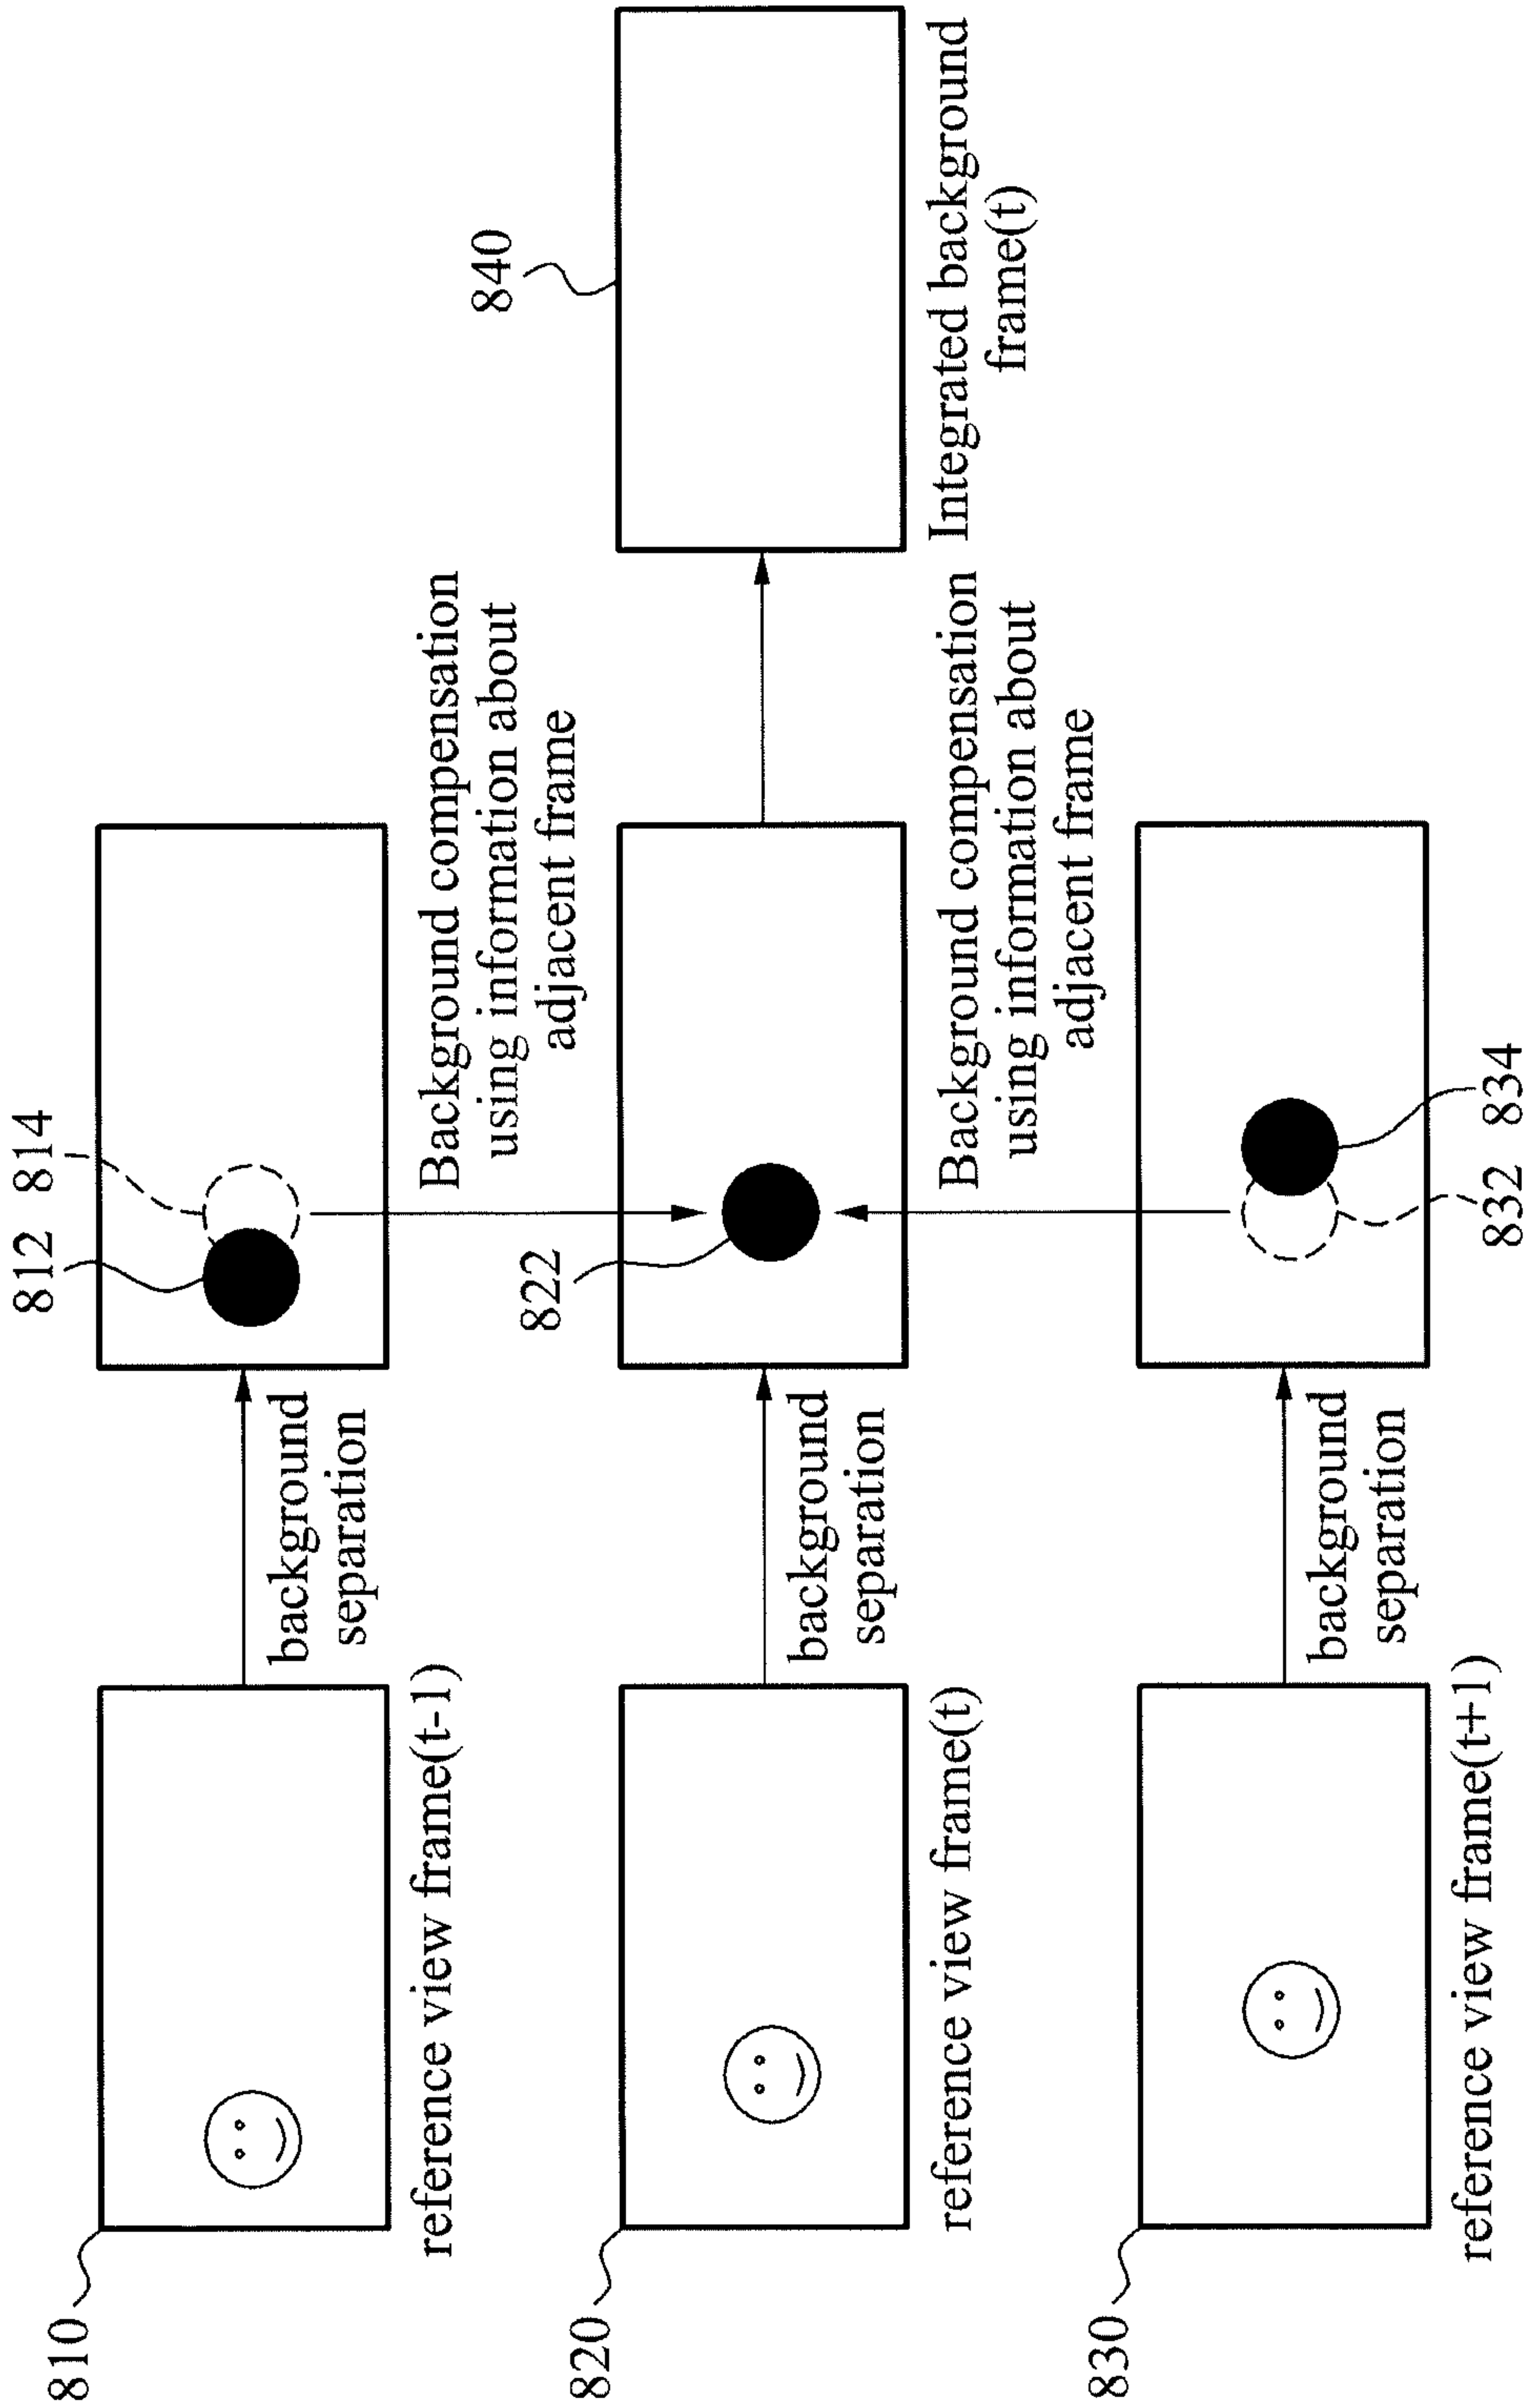 810
reference view frame(t-1)
background
separation
812
814
Background compensation
using information about
adjacent frame
820
reference view frame(t)
background
separation
822
840
Integrated background
frame(t)
Background compensation
using information about
adjacent frame
830
reference view frame(t+1)
background
separation
832
834